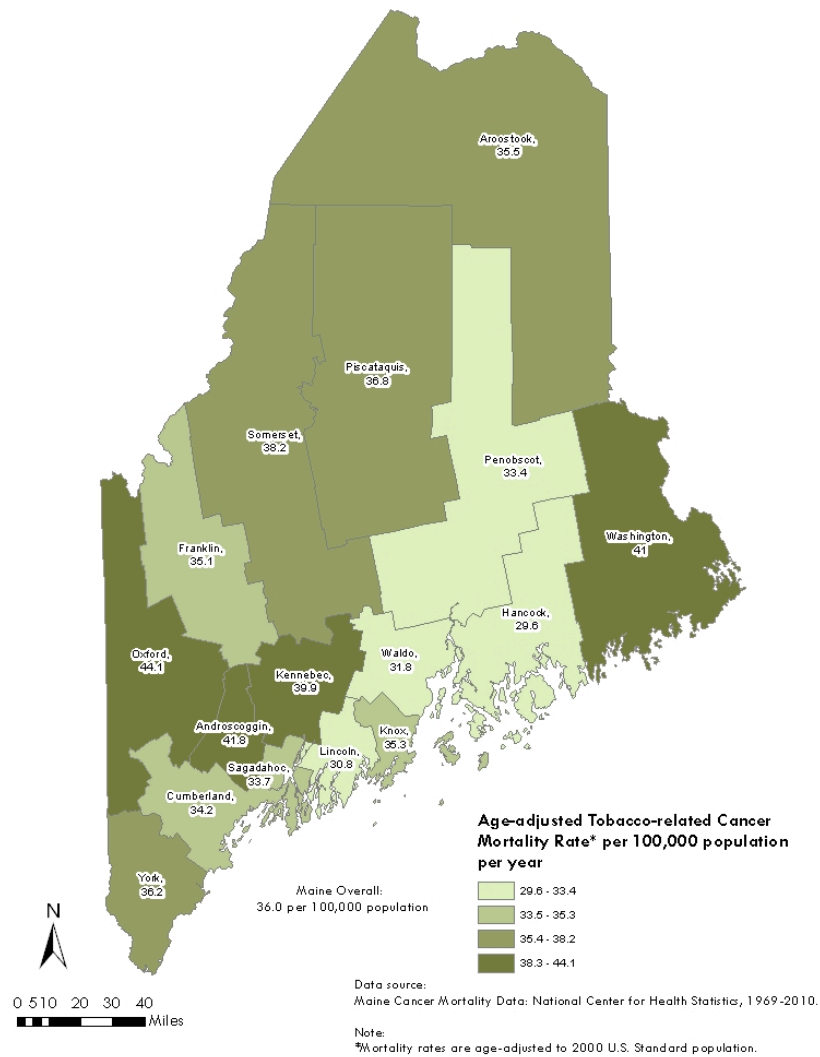 Aroostook,
35.5
Piscataquis,
36.8
Somerset,
38.2
Penobscot,
33.4
Washington,
41
Franklin,
35.1
Hancock,
29.6
Oxford,
44.1
Waldo,
31.8
Kennebec,
39.9
Androscoggin,
41.8
Knox,
35.3
Lincoln,
30.8
Sagadahoc,
33.7
Cumberland,
34.2
York,
36.2
Maine Overall:
36.0 per 100,000 population
Age-adjusted Tobacco-related Cancer
Mortality Rate* per 100,000 population
per year
29.6 - 33.4
33.5 - 35.3
35.4 - 38.2
38.3 - 44.1
N
0 5 10 20 30 40
Miles
Data source:
Maine Cancer Mortality Data: National Center for Health Statistics, 1969-2010.
Note:
*Mortality rates are age-adjusted to 2000 U.S. Standard population.